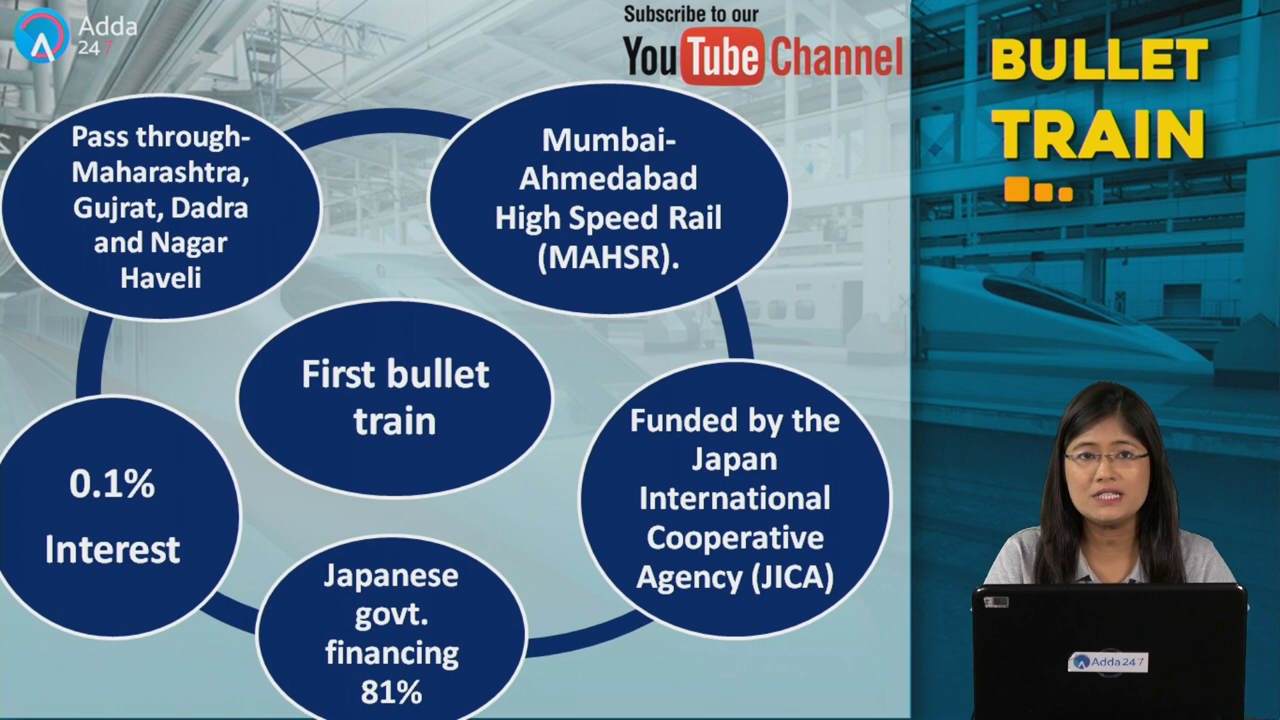 Adda
247
Subscribe to our
YouTube Channel
BULLET
TRAIN
Pass through-
Maharashtra,
Gujrat, Dadra
and Nagar
Haveli
Mumbai-
Ahmedabad
High Speed Rail
(MAHSR).
First bullet
train
Funded by the
Japan
International
Cooperative
Agency (JICA)
0.1%
Interest
Japanese
govt.
financing
81%
Adda247